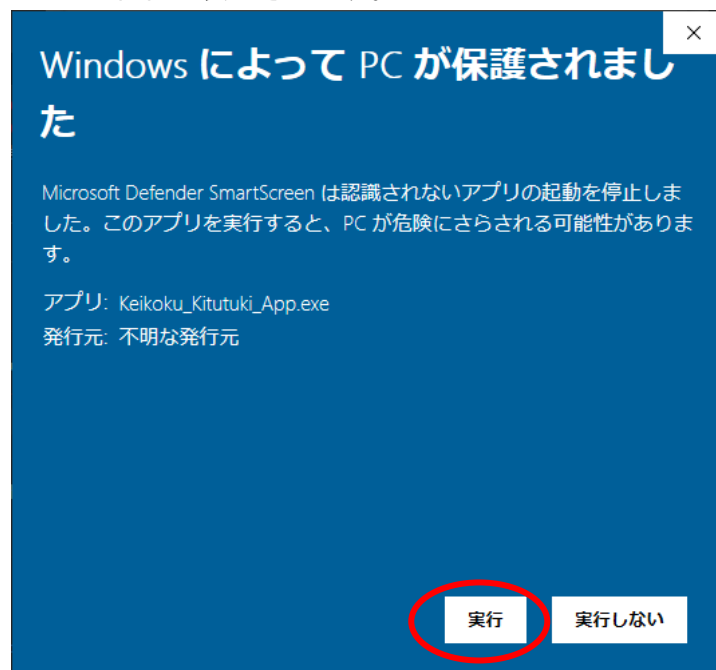 Windows によって PC が保護されまし
た
Microsoft Defender SmartScreen は認識されないアプリの起動を停止しま
した。このアプリを実行すると、PC が危険にさらされる可能性がありま
す。
アプリ: Keikoku_Kitutuki_App.exe
発行元: 不明な発行元
実行 実行しない